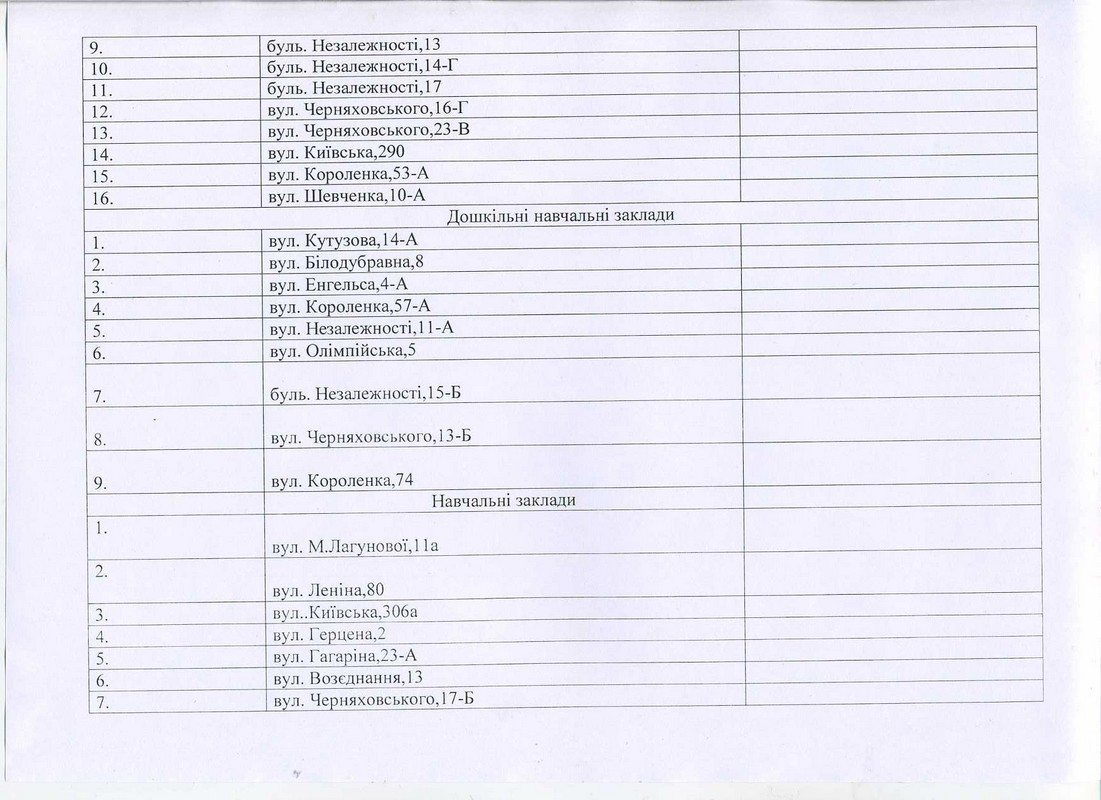 9. буль. Незалежності,13
10. буль. Незалежності,14-Г
11. буль. Незалежності,17
12. вул. Черняховського,16-Г
13. вул. Черняховського,23-В
14. вул. Київська,290
15. вул. Короленка,53-А
16. вул. Шевченка,10-А
Дошкільні навчальні заклади
1. вул. Кутузова,14-А
2. вул. Білодубравна,8
3. вул. Енгельса,4-А
4. вул. Короленка,57-А
5. вул. Незалежності,11-А
6. вул. Олімпійська,5
7. буль. Незалежності,15-Б
8. вул. Черняховського,13-Б
9. вул. Короленка,74
Навчальні заклади
1. вул. М.Лагунової,11а
2. вул. Леніна,80
3. вул..Київська,306а
4. вул. Герцена,2
5. вул. Гагаріна,23-А
6. вул. Возєднання,13
7. вул. Черняховського,17-Б